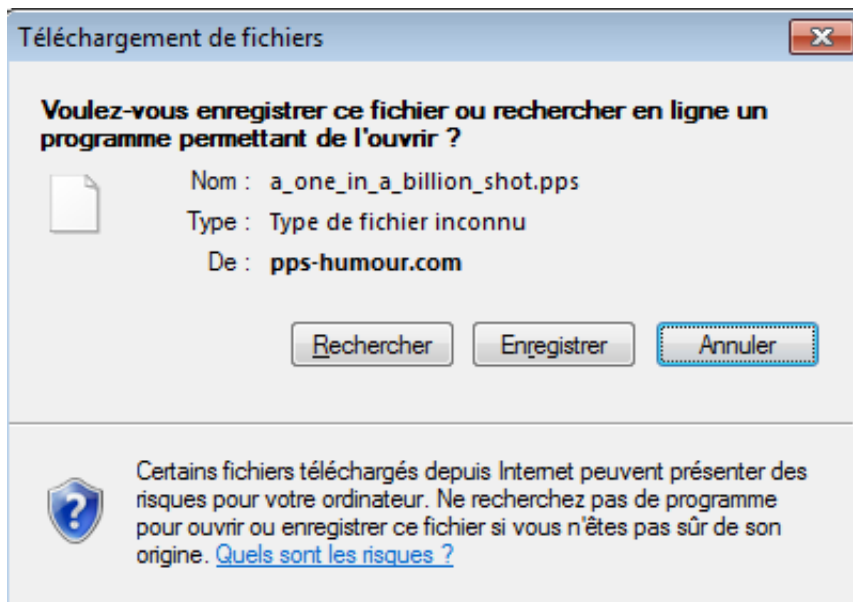 Téléchargement de fichiers
Voulez-vous enregistrer ce fichier ou rechercher en ligne un
programme permettant de l'ouvrir ?
Nom : a_one_in_a_billion_shot.pps
Type : Type de fichier inconnu
De : pps-humour.com
Rechercher Enregistrer Annuler
Certains fichiers téléchargés depuis Internet peuvent présenter des
risques pour votre ordinateur. Ne recherchez pas de programme
pour ouvrir ou enregistrer ce fichier si vous n'êtes pas sûr de son
origine. Quels sont les risques ?